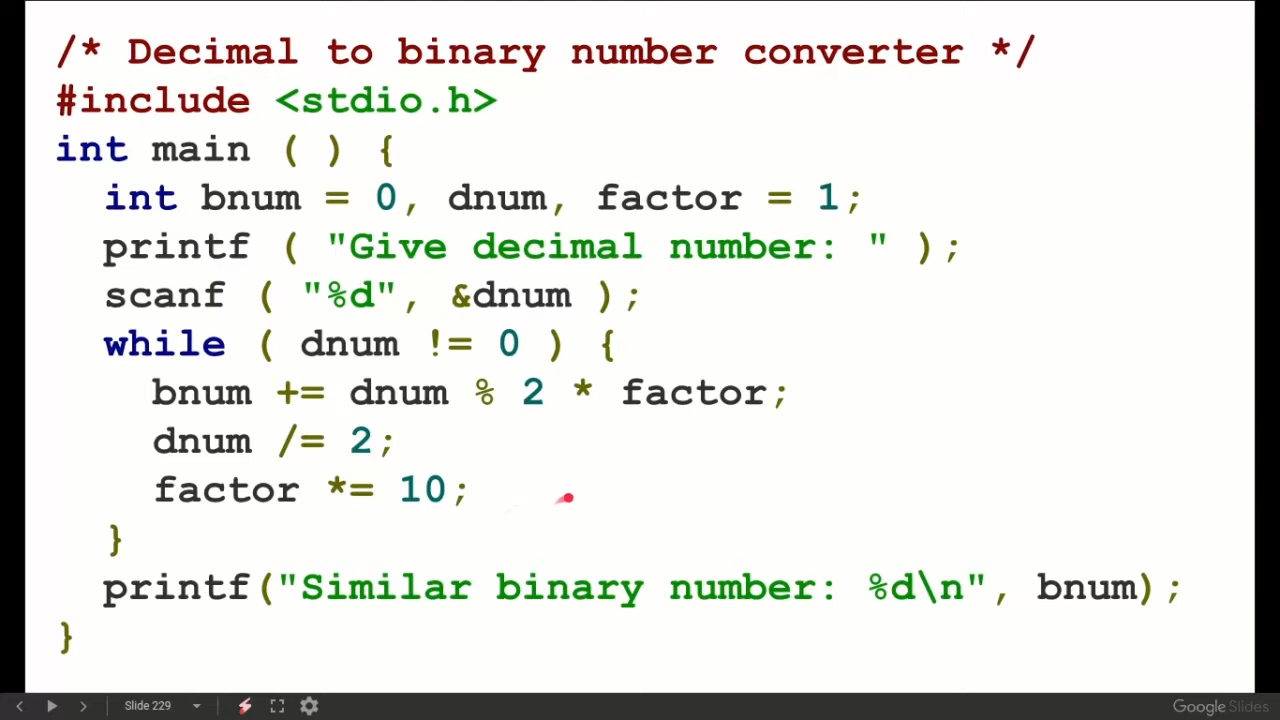 /* Decimal to binary number converter */
#include <stdio.h>
int main ( ) {
  int bnum = 0, dnum, factor = 1;
  printf ( "Give decimal number: " );
  scanf ( "%d", &dnum );
  while ( dnum != 0 ) {
    bnum += dnum % 2 * factor;
    dnum /= 2;
    factor *= 10;
  }
  printf("Similar binary number: %d\n", bnum);
}
Slide 229
Google Slides